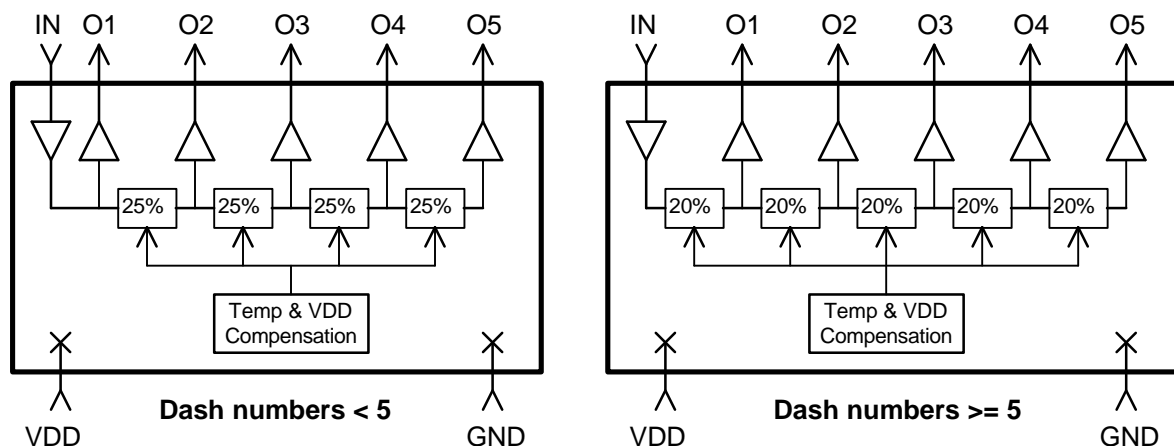 IN O1 O2 O3 O4 O5
25% 25% 25% 25%
Temp & VDD
Compensation
Dash numbers < 5
VDD GND
IN O1 O2 O3 O4 O5
20% 20% 20% 20% 20%
Temp & VDD
Compensation
Dash numbers >= 5
VDD GND